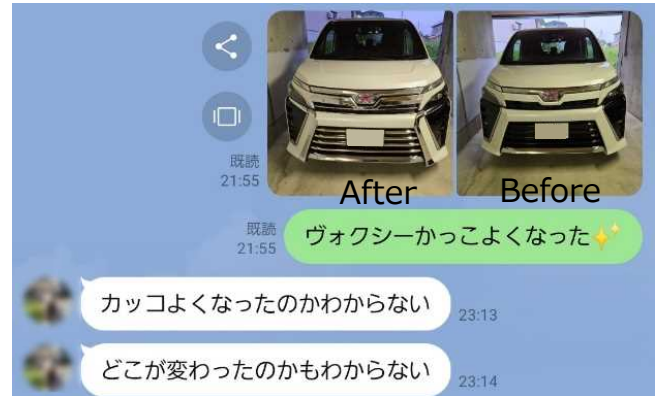 After
Before
既読
21:55
既読
21:55
ヴォクシーかっこよくなった✨
カッコよくなったのかわからない
23:13
どこが変わったのかもわからない
23:14